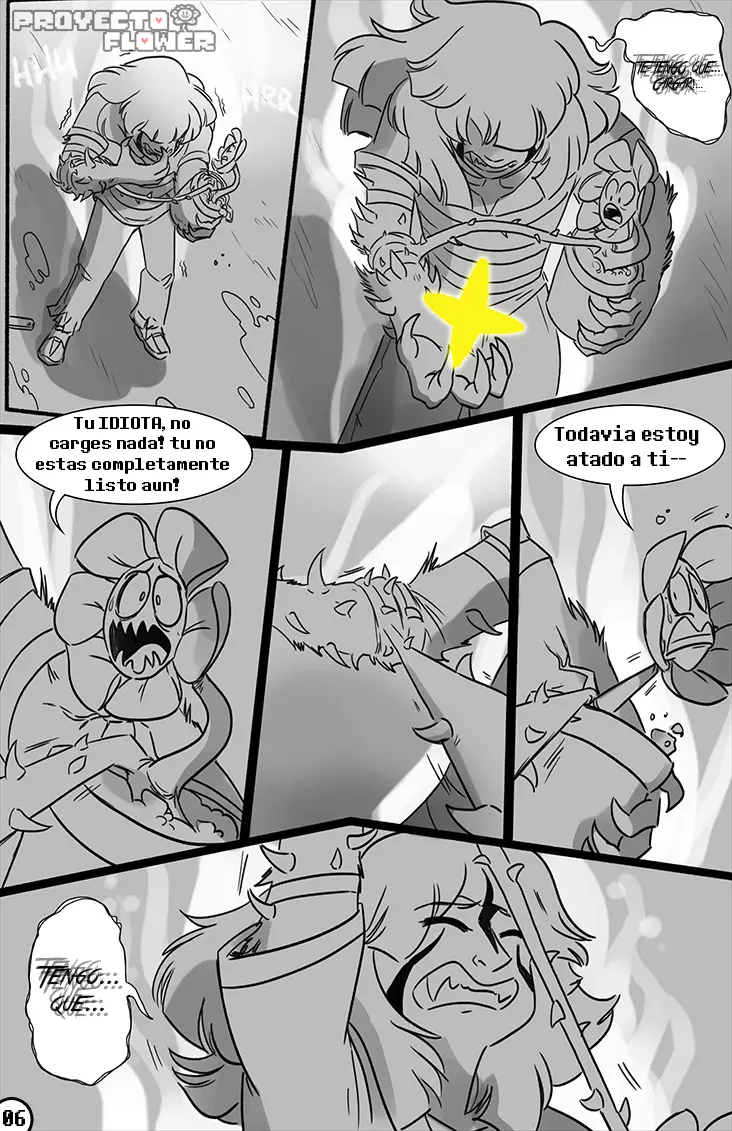 PROYECTO
FLOWER
HHH
HRR
TE TENGO QUE...
CARGAR...
Tu IDIOTA, no
carges nada! tu no
estas completamente
listo aun!
Todavia estoy
atado a ti--
TENGO...
QUE...
06